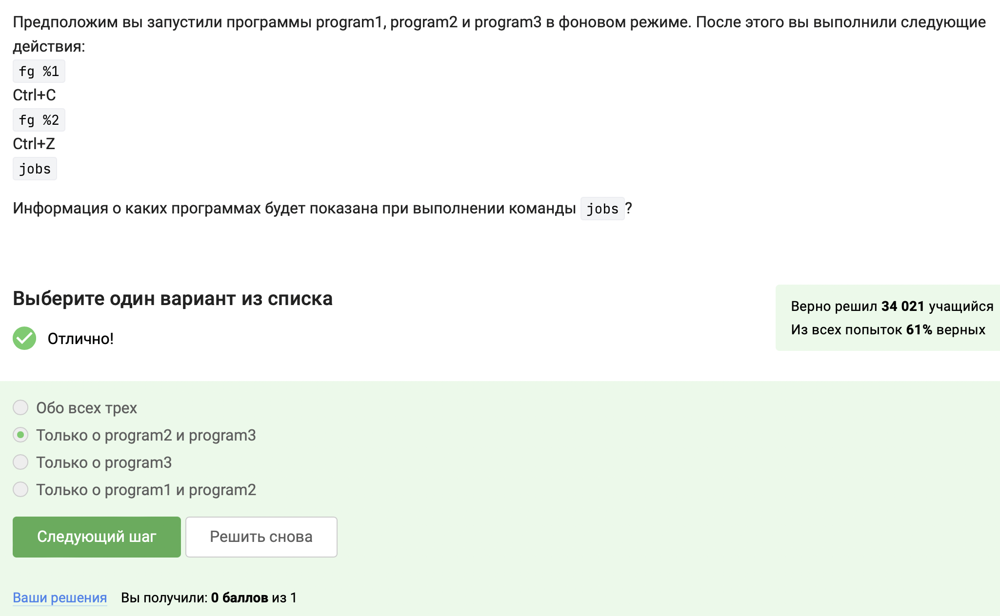 Предположим вы запустили программы program1, program2 и program3 в фоновом режиме. После этого вы выполнили следующие
действия:
fg %1
Ctrl+C
fg %2
Ctrl+Z
jobs
Информация о каких программах будет показана при выполнении команды jobs?
Выберите один вариант из списка
Отлично!
Верно решил 34 021 учащийся
Из всех попыток 61% верных
Обо всех трех
Только о program2 и program3
Только о program3
Только о program1 и program2
Следующий шаг
Решить снова
Ваши решения Вы получили: 0 баллов из 1